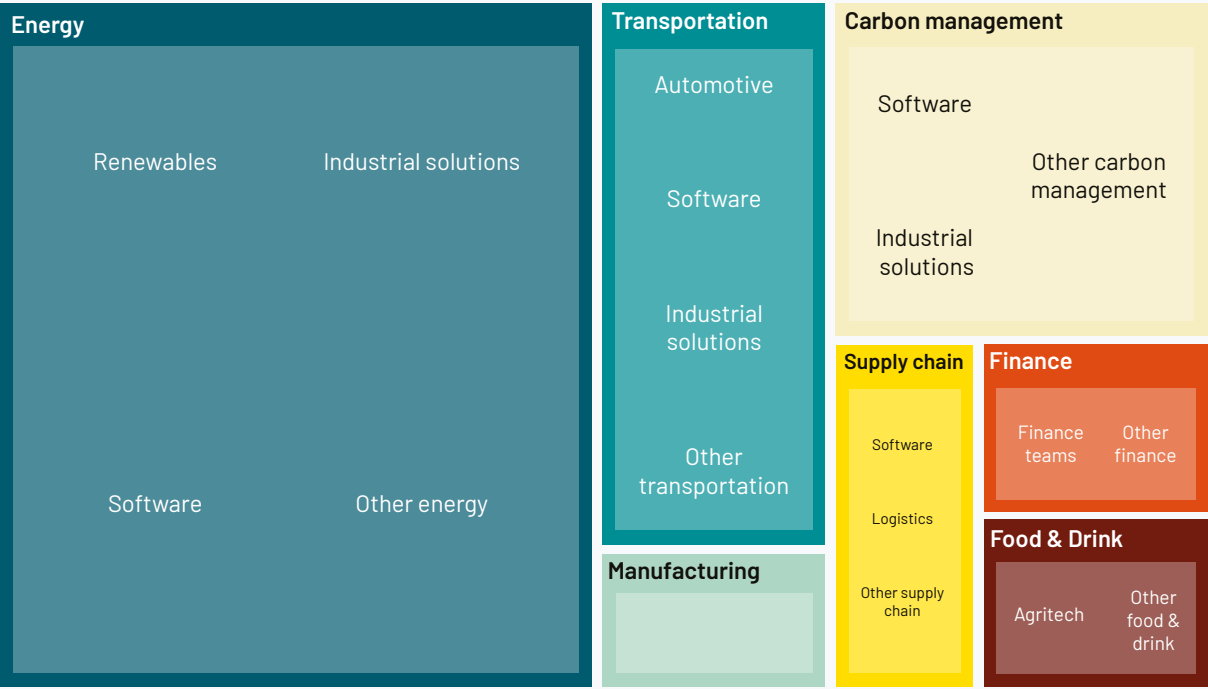 Energy
Renewables
Industrial solutions
Software
Other energy
Transportation
Automotive
Software
Industrial
solutions
Other
transportation
Manufacturing
Carbon management
Software
Other carbon
management
Industrial
solutions
Supply chain
Software
Logistics
Other supply
chain
Finance
Finance
teams
Other
finance
Food & Drink
Agritech
Other
food &
drink